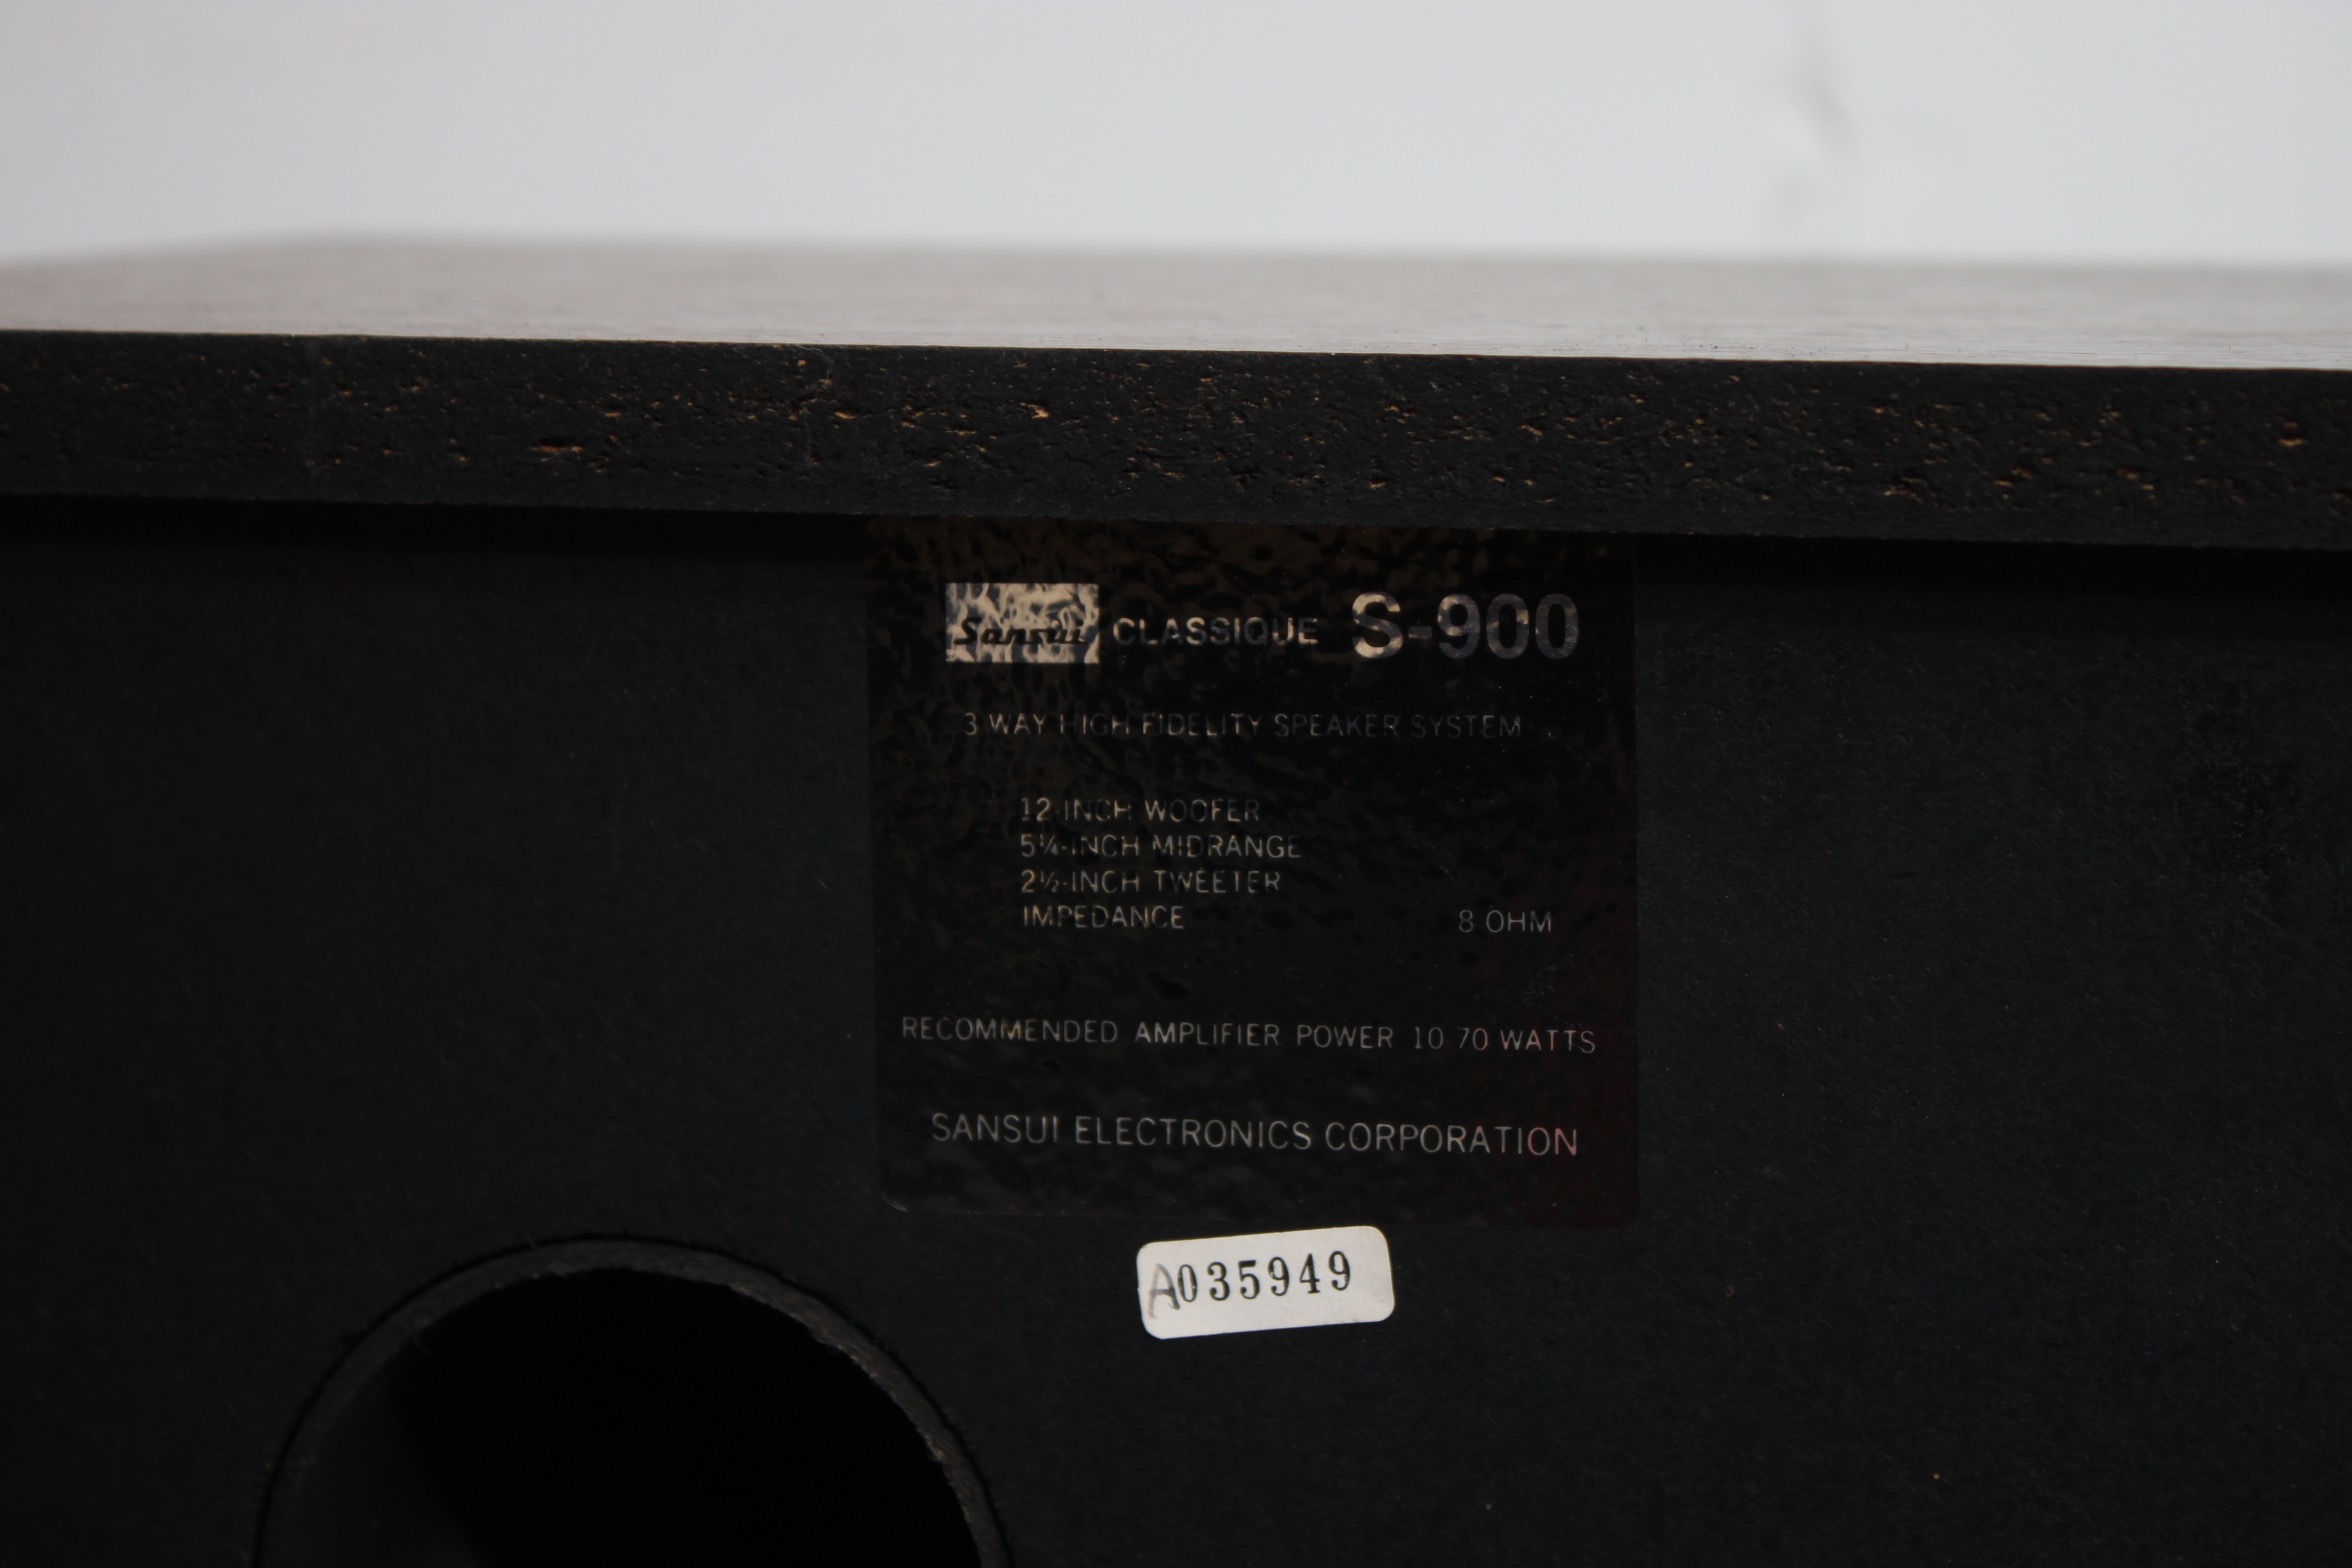 Sansui CLASSIQUE S-900
3 WAY HIGH FIDELITY SPEAKER SYSTEM
12-INCH WOOFER
5¼-INCH MIDRANGE
2½-INCH TWEETER
IMPEDANCE 8 OHM
RECOMMENDED AMPLIFIER POWER 10 70 WATTS
SANSUI ELECTRONICS CORPORATION
A035949